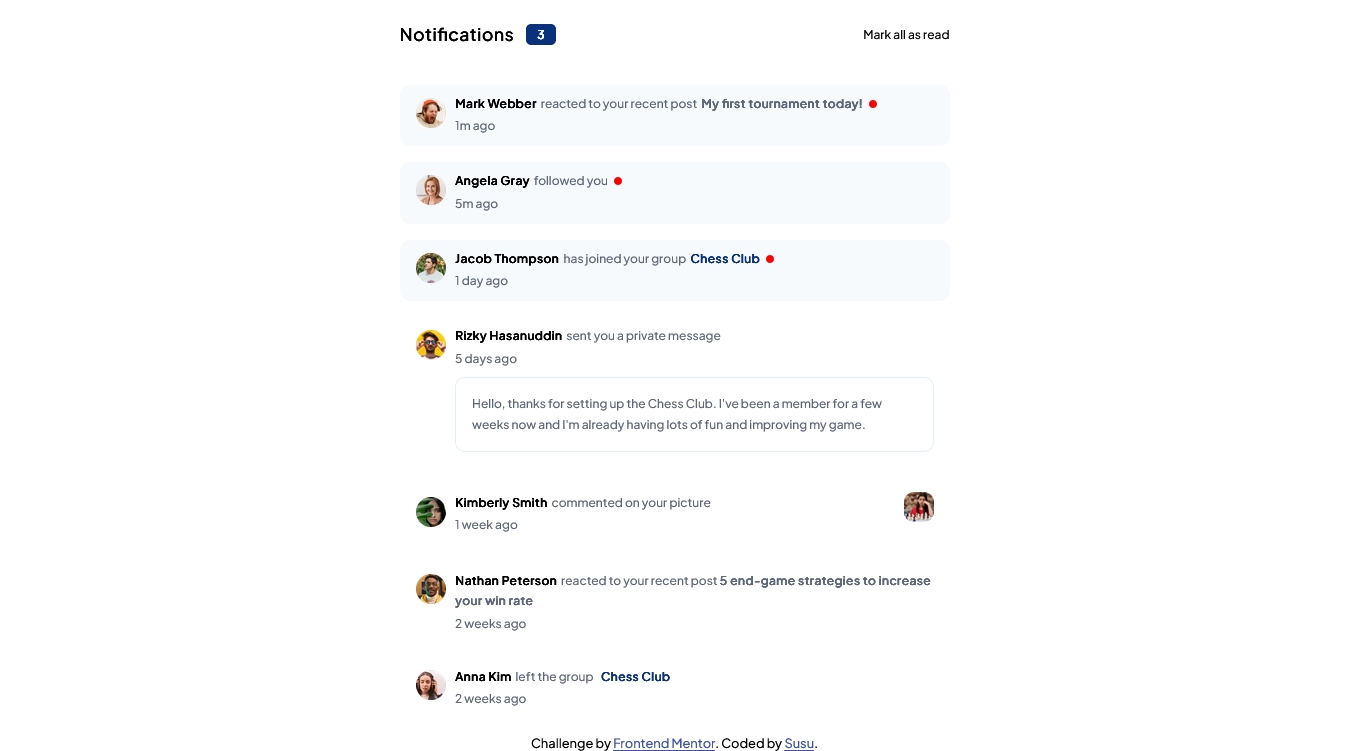 Notifications 3 Mark all as read
Mark Webber reacted to your recent post My first tournament today!
1m ago
Angela Gray followed you
5m ago
Jacob Thompson has joined your group Chess Club
1 day ago
Rizky Hasanuddin sent you a private message
5 days ago
Hello, thanks for setting up the Chess Club. I've been a member for a few
weeks now and I'm already having lots of fun and improving my game.
Kimberly Smith commented on your picture
1 week ago
Nathan Peterson reacted to your recent post 5 end-game strategies to increase
your win rate
2 weeks ago
Anna Kim left the group Chess Club
2 weeks ago
Challenge by Frontend Mentor. Coded by Susu.